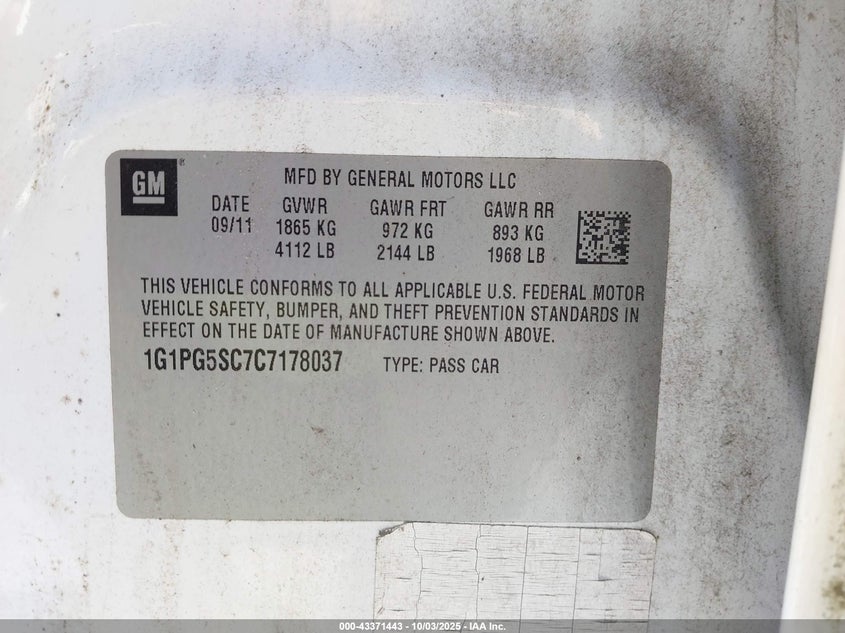 GM®
MFD BY GENERAL MOTORS LLC
DATE GVWR GAWR FRT GAWR RR
09/11 1865 KG 972 KG 893 KG
4112 LB 2144 LB 1968 LB
THIS VEHICLE CONFORMS TO ALL APPLICABLE U.S. FEDERAL MOTOR
VEHICLE SAFETY, BUMPER, AND THEFT PREVENTION STANDARDS IN
EFFECT ON THE DATE OF MANUFACTURE SHOWN ABOVE.
1G1PG5SC7C7178037 TYPE: PASS CAR
000-43371443 - 10/03/2025 - IAA Inc.